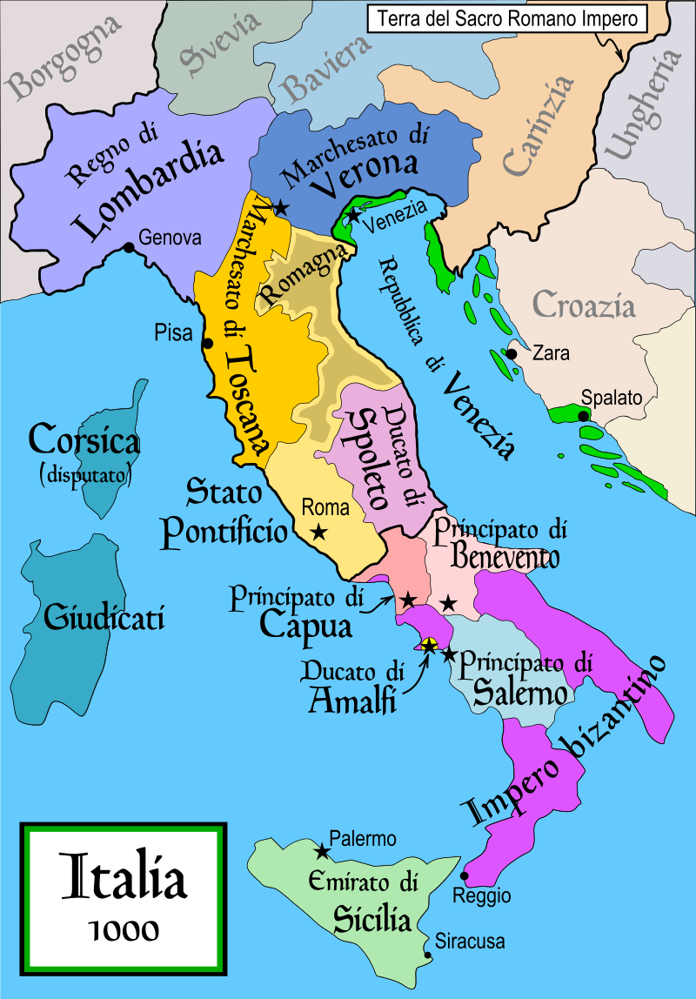 Terra del Sacro Romano Impero
Borgogna
Svevia
Baviera
Carinzia
Ungheria
Regno di
Lombardia
Marchesato di
Verona
Genova
Venezia
Marchesato di Toscana
Romagna
Repubblica di Venezia
Croazia
Pisa
Zara
Spalato
Corsica
(disputato)
Ducato di
Spoleto
Stato
Pontificio
Roma
Principato di
Benevento
Giudicati
Principato di
Capua
Ducato di
Amalfi
Principato di
Salerno
Impero bizantino
Palermo
Emirato di
Sicilia
Reggio
Siracusa
Italia
1000